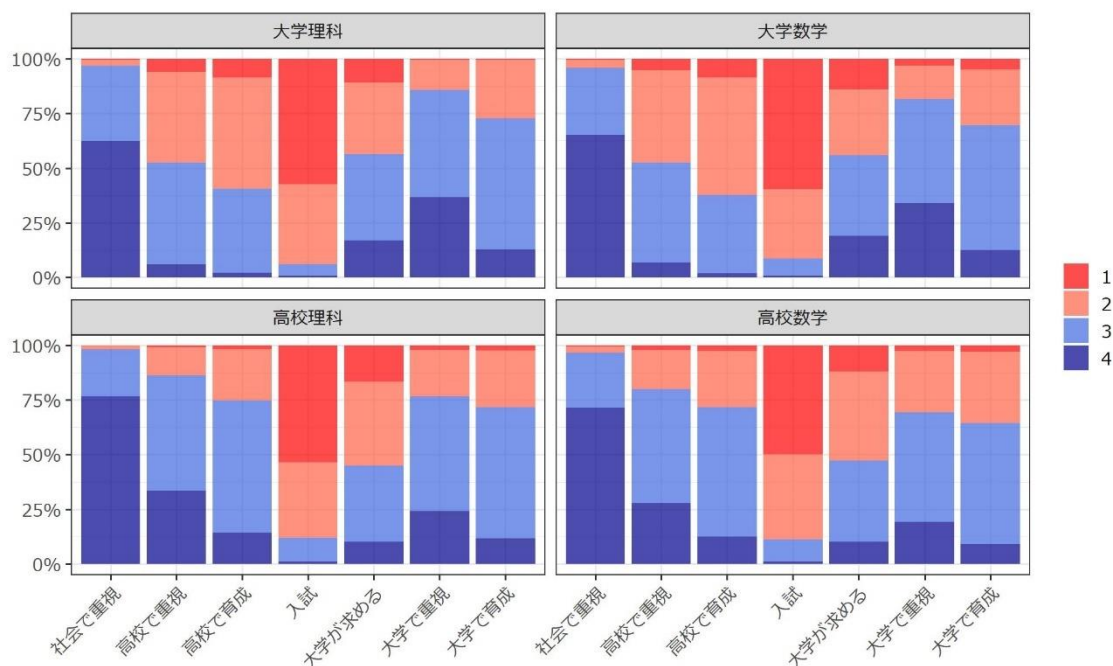 大学理科
大学数学
100%
75%
50%
25%
0%
1
2
3
4
高校理科
高校数学
100%
75%
50%
25%
0%
社会で重視
高校で重視
高校で育成
入試
大学が求める
大学で重視
大学で育成
社会で重視
高校で重視
高校で育成
入試
大学が求める
大学で重視
大学で育成